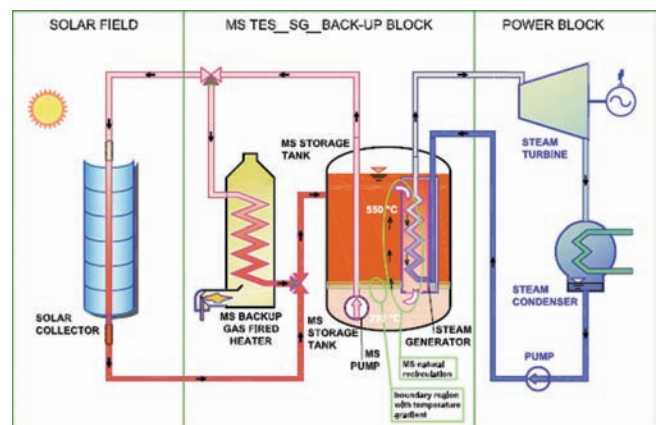 SOLAR FIELD
MS TES__SG__BACK-UP BLOCK
POWER BLOCK
MS STORAGE
TANK
STEAM
TURBINE
550 °C
STEAM
CONDENSER
SOLAR
COLLECTOR
MS BACKUP
GAS FIRED
HEATER
MS
STORAGE
TANK
290 °C
MS
PUMP
STEAM
GENERATOR
MS natural
recirculation
PUMP
boundary region
with temperature
gradient